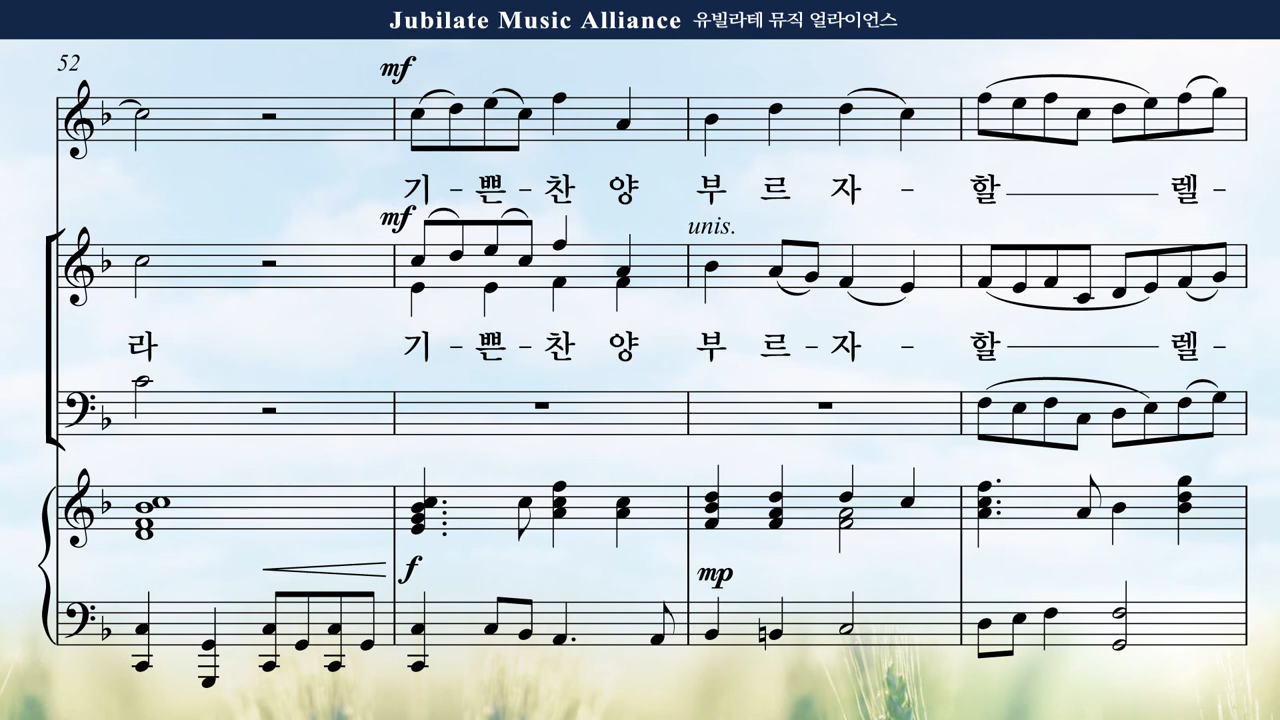 Jubilate Music Alliance 유빌라테 뮤직 얼라이언스
52
mf
기 - 쁜 - 찬 양 부 르 자 - 할 렐 -
mf
unis.
라 기 - 쁜 - 찬 양 부 르 - 자 - 할 렐 -
f
mp